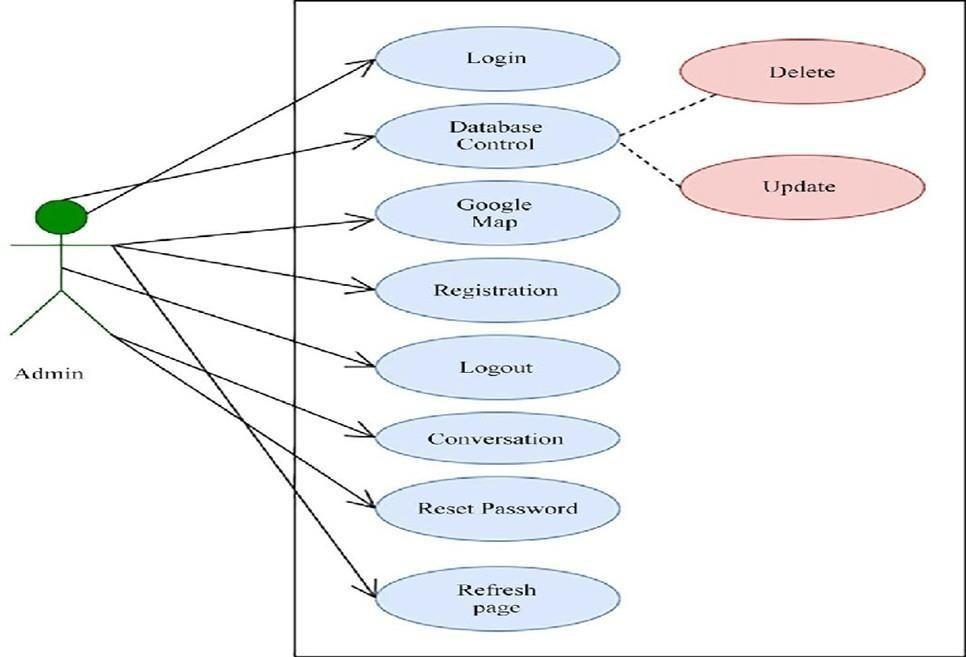 Login
Delete
Database
Control
Update
Google
Map
Registration
Logout
Admin
Conversation
Reset Password
Refresh
page